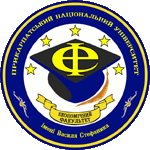 ПРИКАРПАТСЬКИЙ НАЦІОНАЛЬНИЙ УНІВЕРСИТЕТ
Ф
ЕКОНОМІЧНИЙ
ФАКУЛЬТЕТ
імені Василя Стефаника